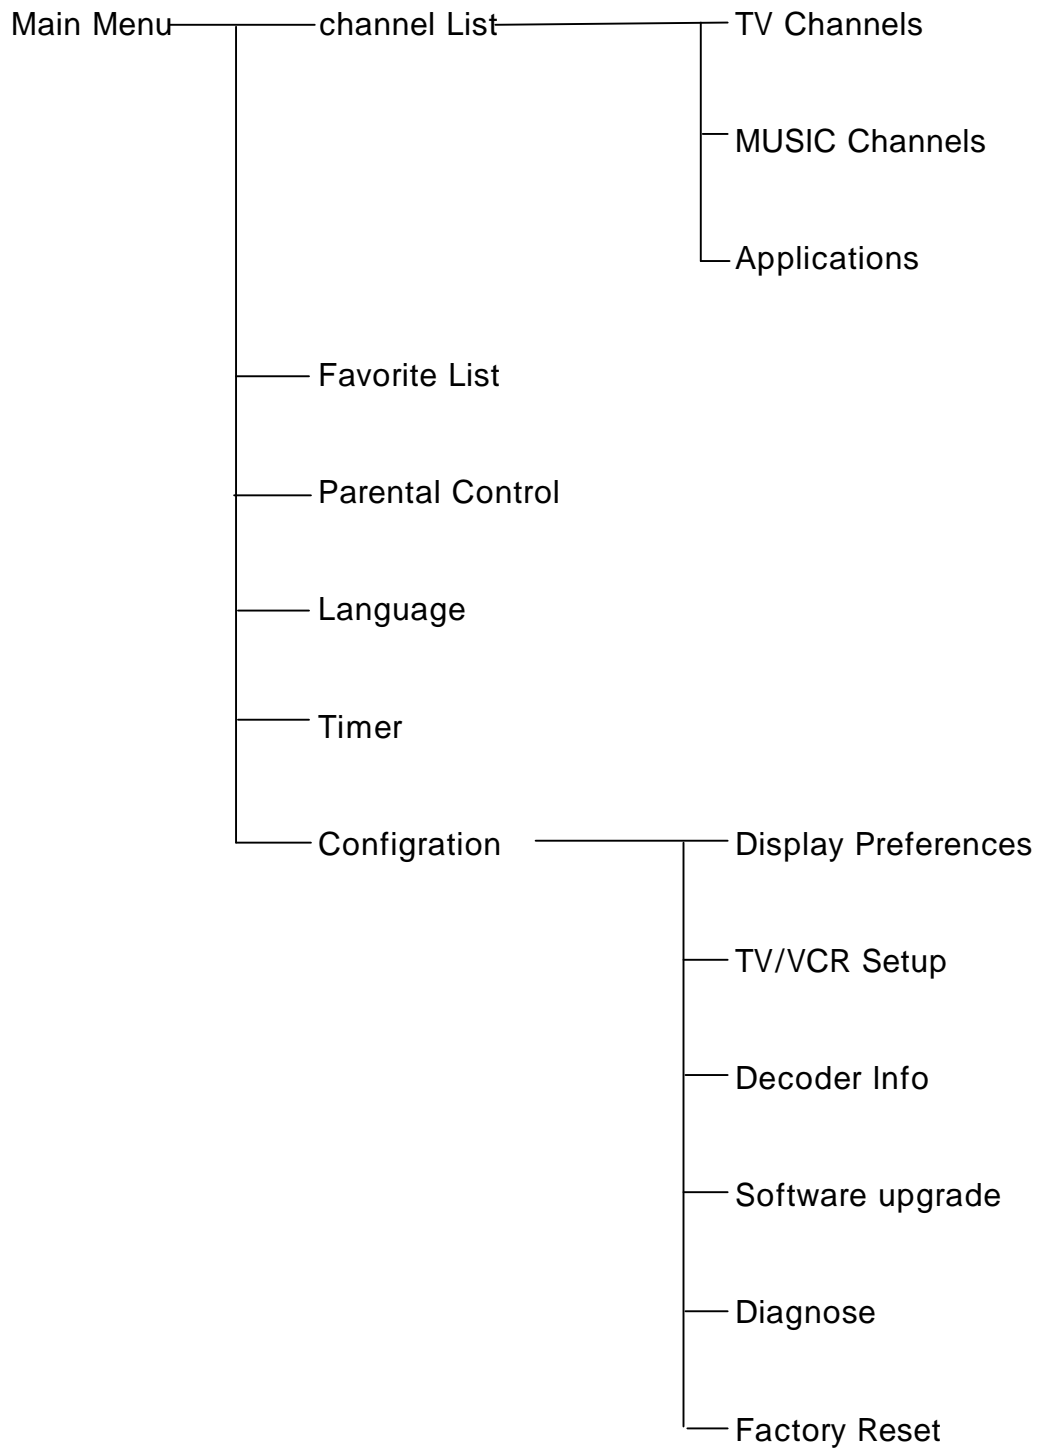 Main Menu channel List TV Channels
MUSIC Channels
Applications
Favorite List
Parental Control
Language
Timer
Configration Display Preferences
TV/VCR Setup
Decoder Info
Software upgrade
Diagnose
Factory Reset